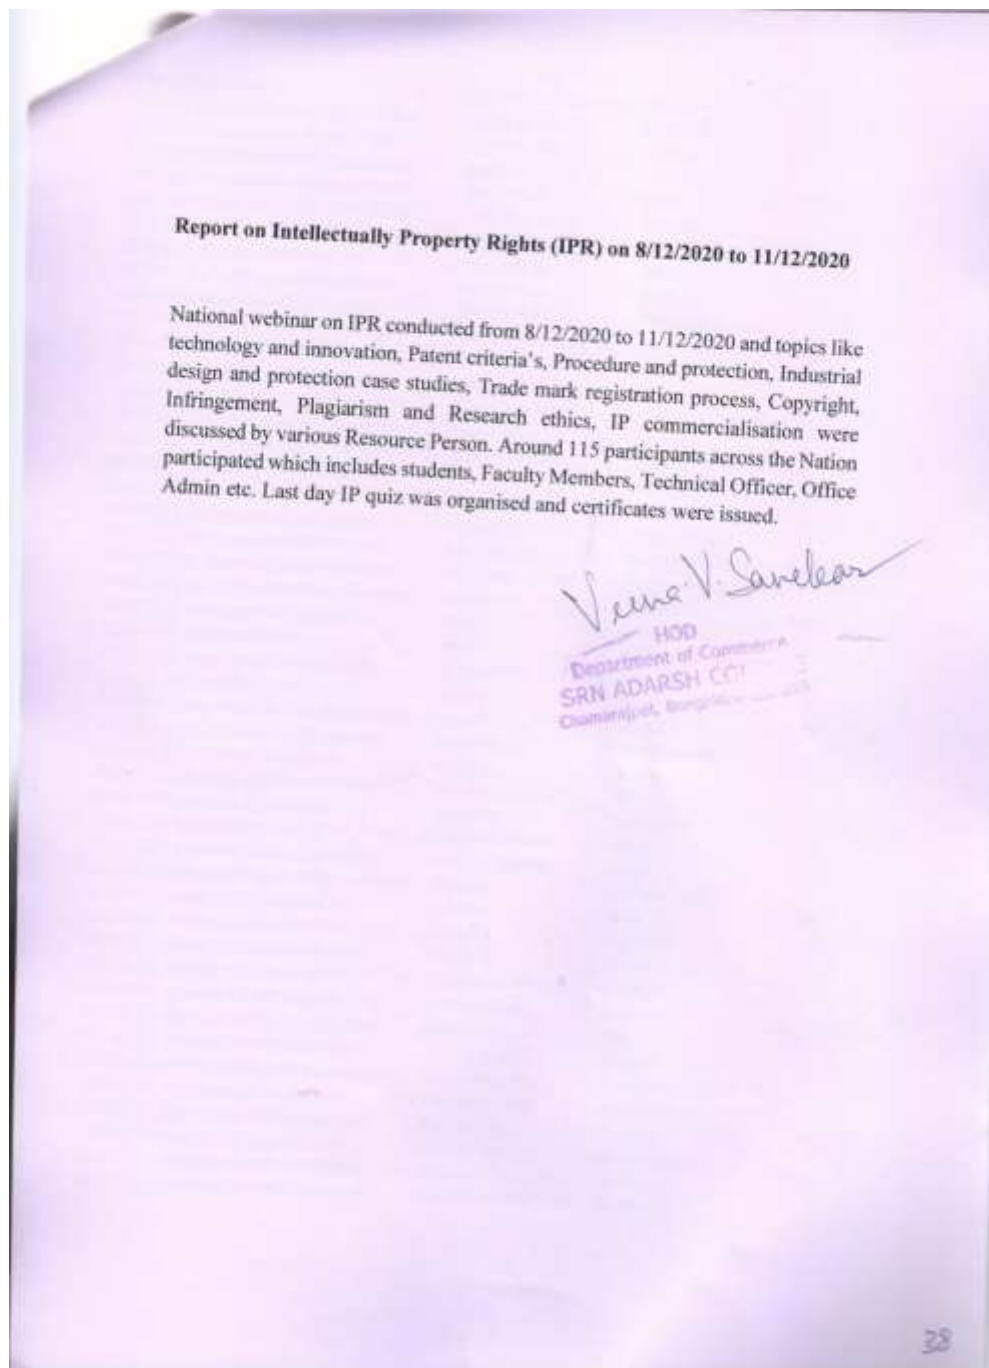 Report on Intellectually Property Rights (IPR) on 8/12/2020 to 11/12/2020
National webinar on IPR conducted from 8/12/2020 to 11/12/2020 and topics like
technology and innovation, Patent criteria's, Procedure and protection, Industrial
design and protection case studies, Trade mark registration process, Copyright,
Infringement, Plagiarism and Research ethics, IP commercialisation were
discussed by various Resource Person. Around 115 participants across the Nation
participated which includes students, Faculty Members, Technical Officer, Office
Admin etc. Last day IP quiz was organised and certificates were issued.
V.
HOD
Department of Commerce
SRN ADARSH
Chamarajpet,
38